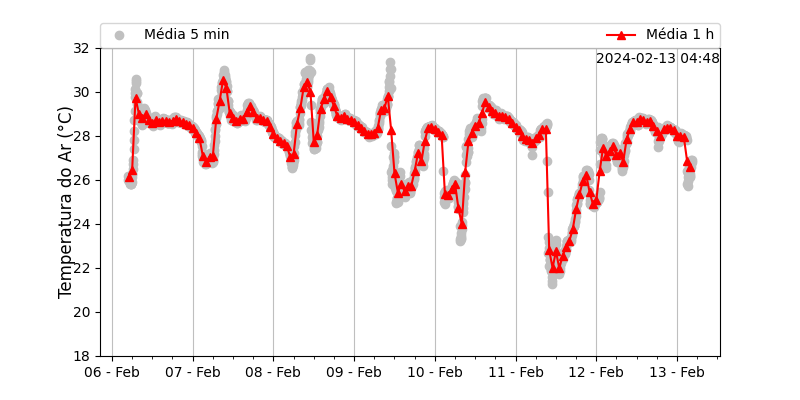 Média 5 min
Média 1 h
2024-02-13 04:48
Temperatura do Ar (°C)
32
30
28
26
24
22
20
18
06 - Feb
07 - Feb
08 - Feb
09 - Feb
10 - Feb
11 - Feb
12 - Feb
13 - Feb